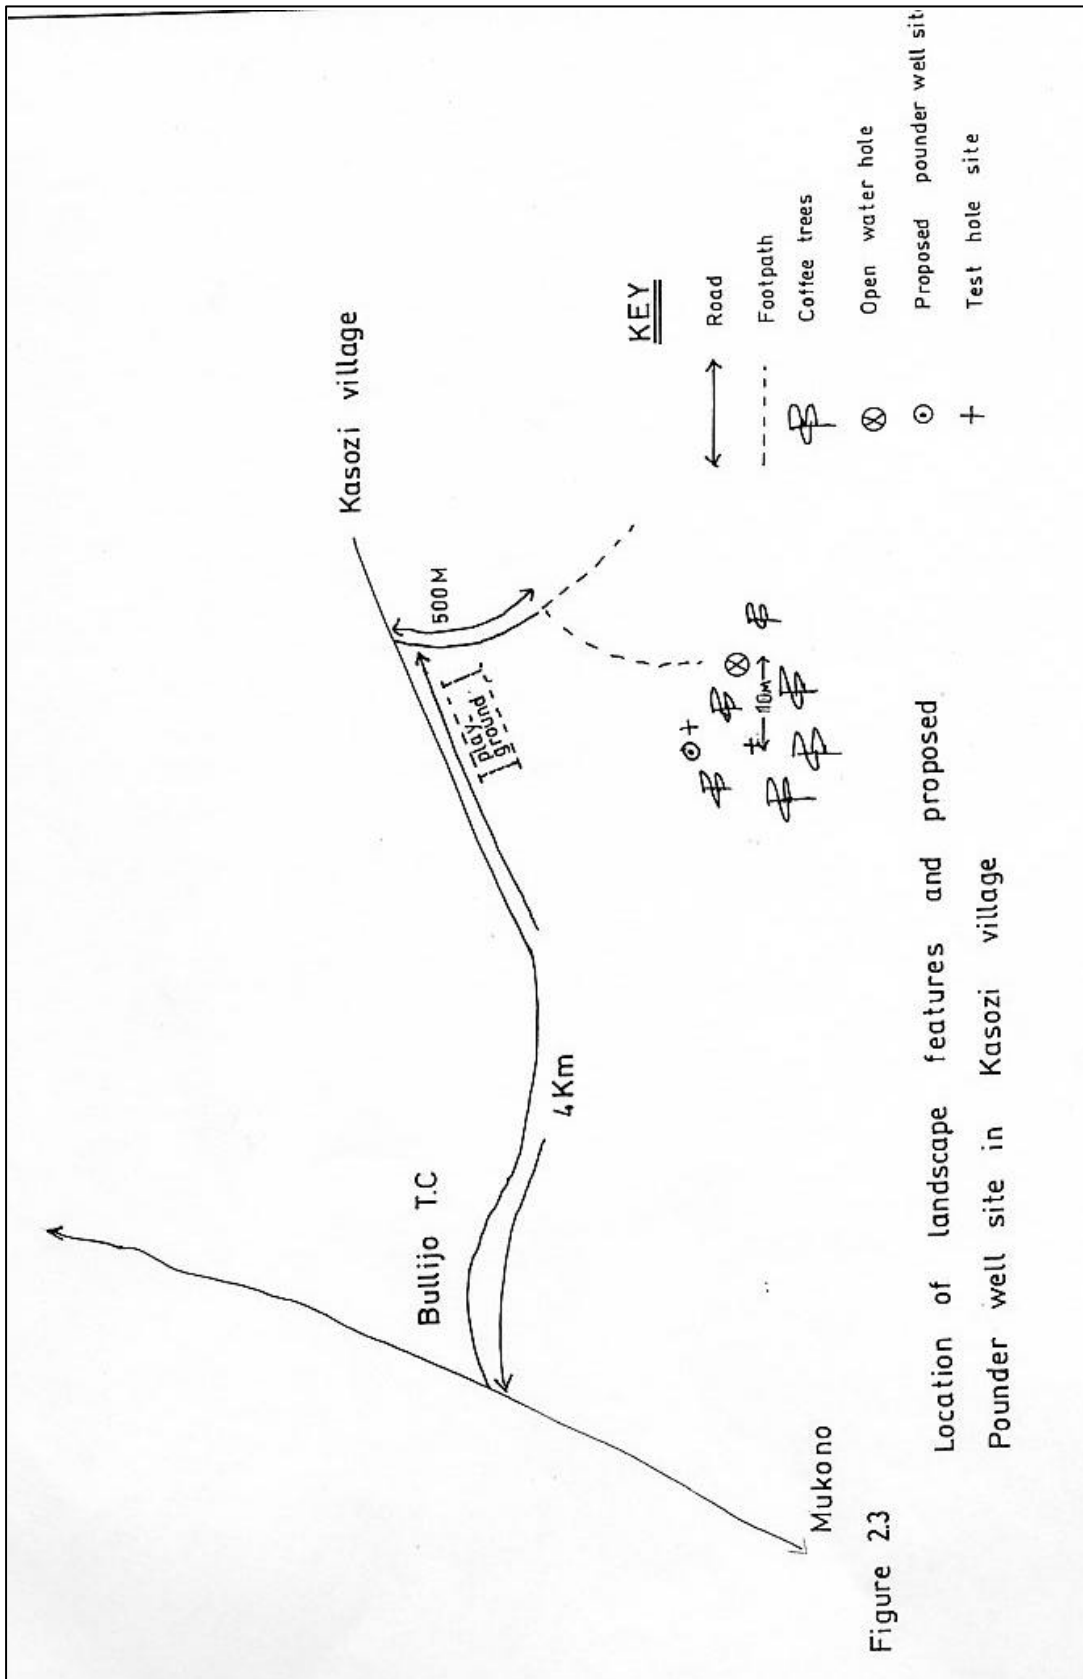 Kasozi village
500M
play-
ground
Bullijo T.C
4Km
10M
Mukono
KEY
Road
Footpath
Coffee trees
Open water hole
Proposed pounder well site
Test hole site
Figure 2.3
Location of landscape features and proposed
Pounder well site in Kasozi village